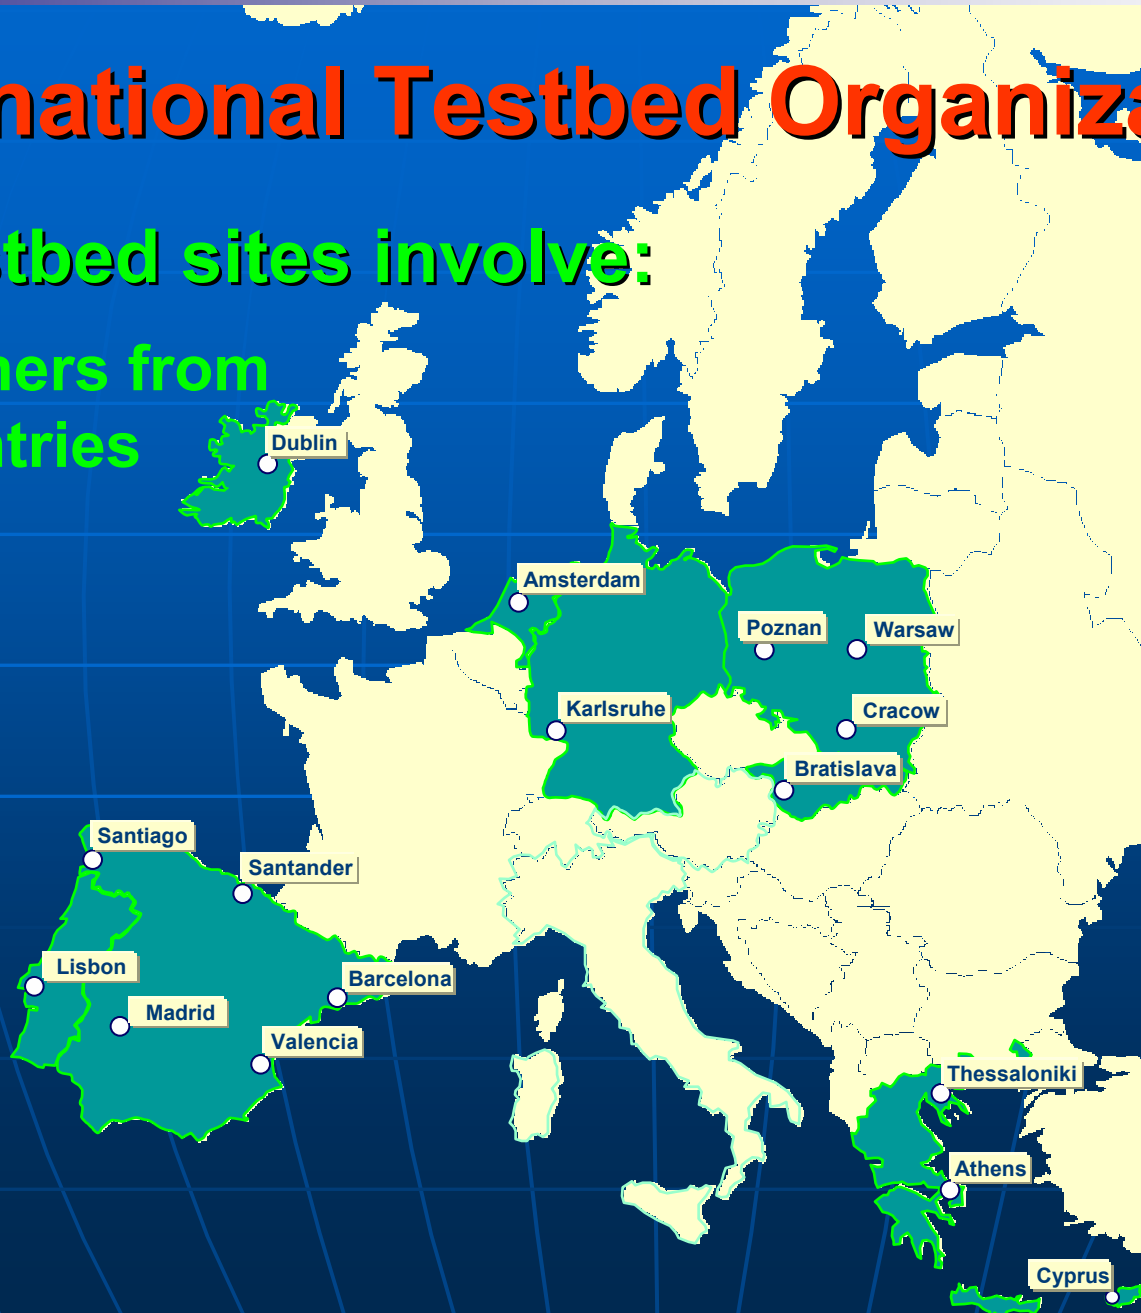 national Testbed Organiza
stbed sites involve:
ners from
ntries
Dublin
Amsterdam
Poznan
Warsaw
Karlsruhe
Cracow
Bratislava
Santiago
Santander
Lisbon
Barcelona
Madrid
Valencia
Thessaloniki
Athens
Cyprus